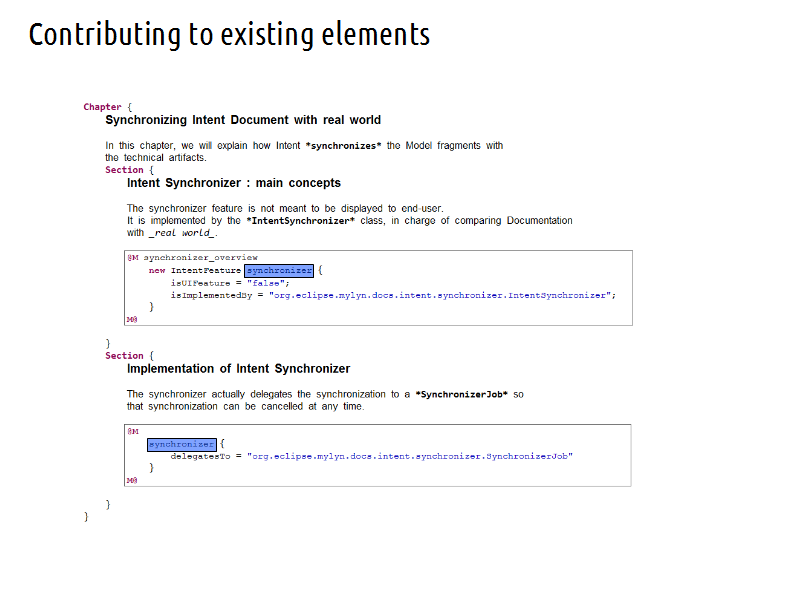 Contributing to existing elements
Chapter {
Synchronizing Intent Document with real world
In this chapter, we will explain how Intent *synchronizes* the Model fragments with
the technical artifacts.
Section {
Intent Synchronizer : main concepts
The synchronizer feature is not meant to be displayed to end-user.
It is implemented by the *IntentSynchronizer* class, in charge of comparing Documentation
with _real world_.
@M synchronizer_overview
new IntentFeature synchronizer {
isUIFeature = "false";
isImplementedBy = "org.eclipse.mylyn.docs.intent.synchronizer.IntentSynchronizer";
}
M@
}
Section {
Implementation of Intent Synchronizer
The synchronizer actually delegates the synchronization to a *SynchronizerJob* so
that synchronization can be cancelled at any time.
@M
synchronizer {
delegatesTo = "org.eclipse.mylyn.docs.intent.synchronizer.SynchronizerJob"
}
M@
}
}